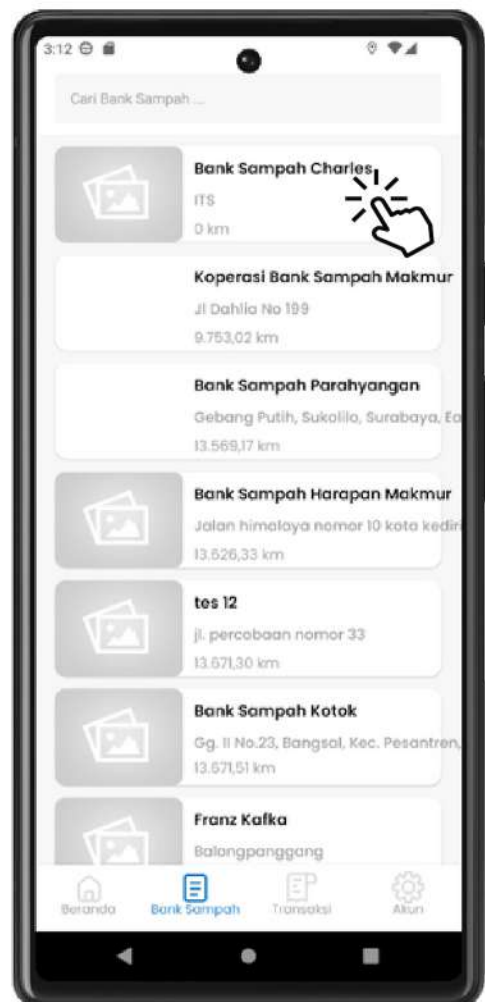 3:12
Cari Bank Sampah ...
Bank Sampah Charles
ITS
0 km
Koperasi Bank Sampah Makmur
Jl Dahlia No 199
9.753,02 km
Bank Sampah Parahyangan
Gebang Putih, Sukolilo, Surabaya, Ea
13.569,17 km
Bank Sampah Harapan Makmur
Jalan himalaya nomor 10 kota kediri
13.626,33 km
tes 12
jl. percobaan nomor 33
13.671,30 km
Bank Sampah Kotok
Gg. II No.23, Bangsal, Kec. Pesantren,
13.671,51 km
Franz Kafka
Balongpanggang
Beranda Bank Sampah Transaksi Akun